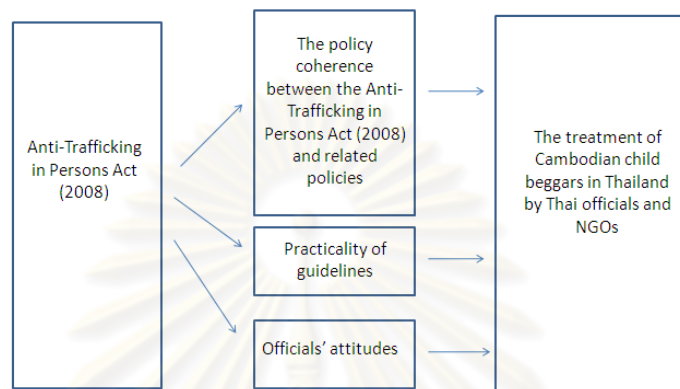 Anti-Trafficking
in Persons Act
(2008)
The policy
coherence
between the Anti-
Trafficking in
Persons Act (2008)
and related
policies
Practicality of
guidelines
Officials' attitudes
The treatment of
Cambodian child
beggars in Thailand
by Thai officials and
NGOs